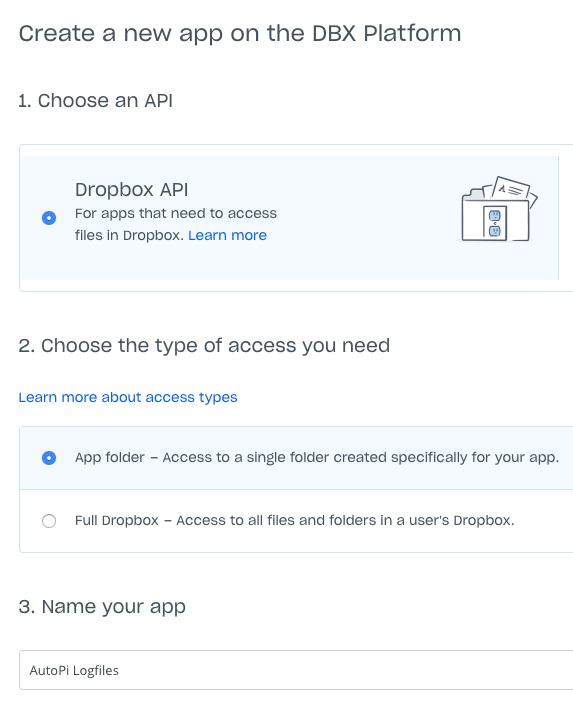 Create a new app on the DBX Platform
1. Choose an API
Dropbox API
For apps that need to access
files in Dropbox. Learn more
2. Choose the type of access you need
Learn more about access types
App folder – Access to a single folder created specifically for your app.
Full Dropbox – Access to all files and folders in a user's Dropbox.
3. Name your app
AutoPi Logfiles